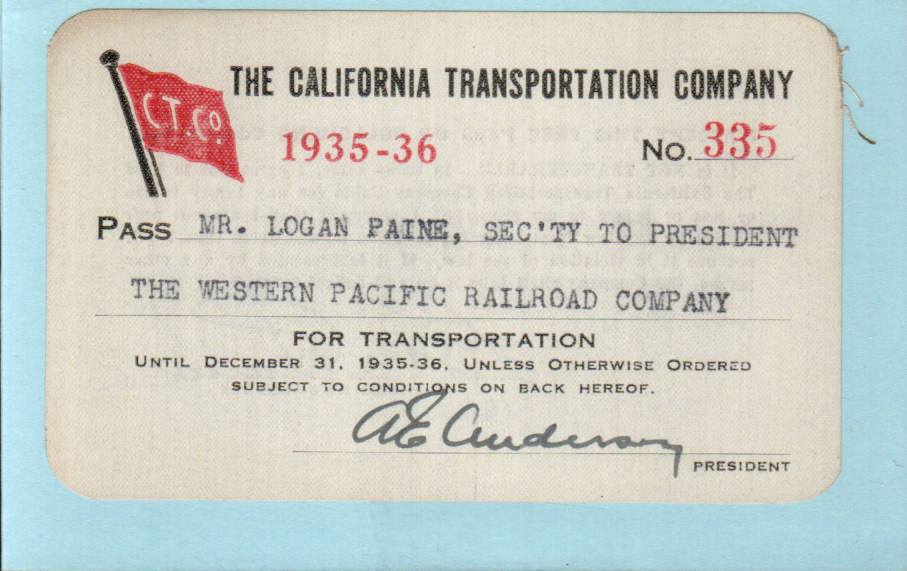 THE CALIFORNIA TRANSPORTATION COMPANY
C.T.Co.
1935-36
No. 335
PASS MR. LOGAN PAINE, SEC'TY TO PRESIDENT
THE WESTERN PACIFIC RAILROAD COMPANY
FOR TRANSPORTATION
UNTIL DECEMBER 31, 1935-36, UNLESS OTHERWISE ORDERED
SUBJECT TO CONDITIONS ON BACK HEREOF.
A E Anderson
PRESIDENT